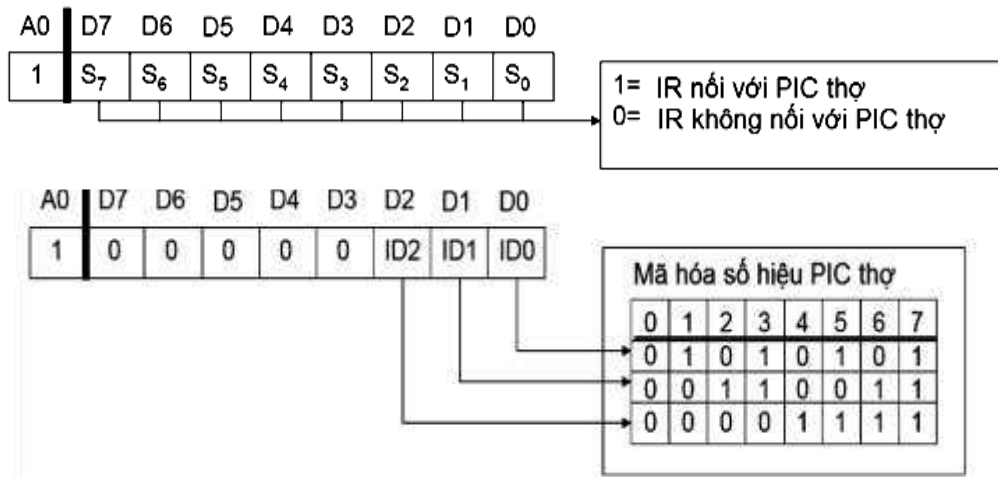 A0 D7 D6 D5 D4 D3 D2 D1 D0
1 S7 S6 S5 S4 S3 S2 S1 S0
1= IR nối với PIC thợ
0= IR không nối với PIC thợ
A0 D7 D6 D5 D4 D3 D2 D1 D0
1 0 0 0 0 0 ID2 ID1 ID0
Mã hóa số hiệu PIC thợ
0 1 2 3 4 5 6 7
0 1 0 1 0 1 0 1
0 0 1 1 0 0 1 1
0 0 0 0 1 1 1 1